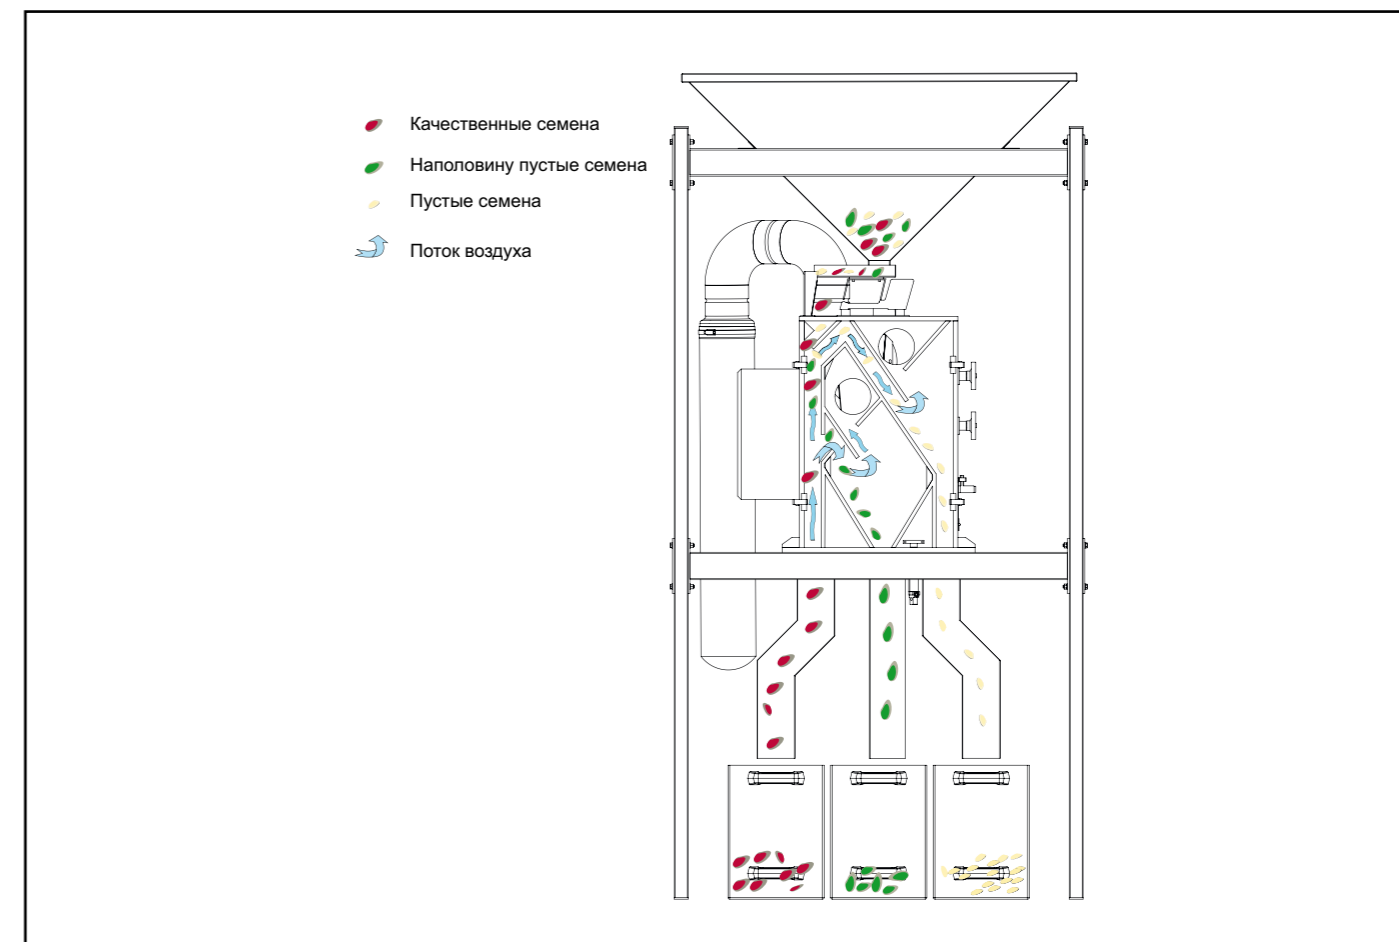 Качественные семена
Наполовину пустые семена
Пустые семена
Поток воздуха